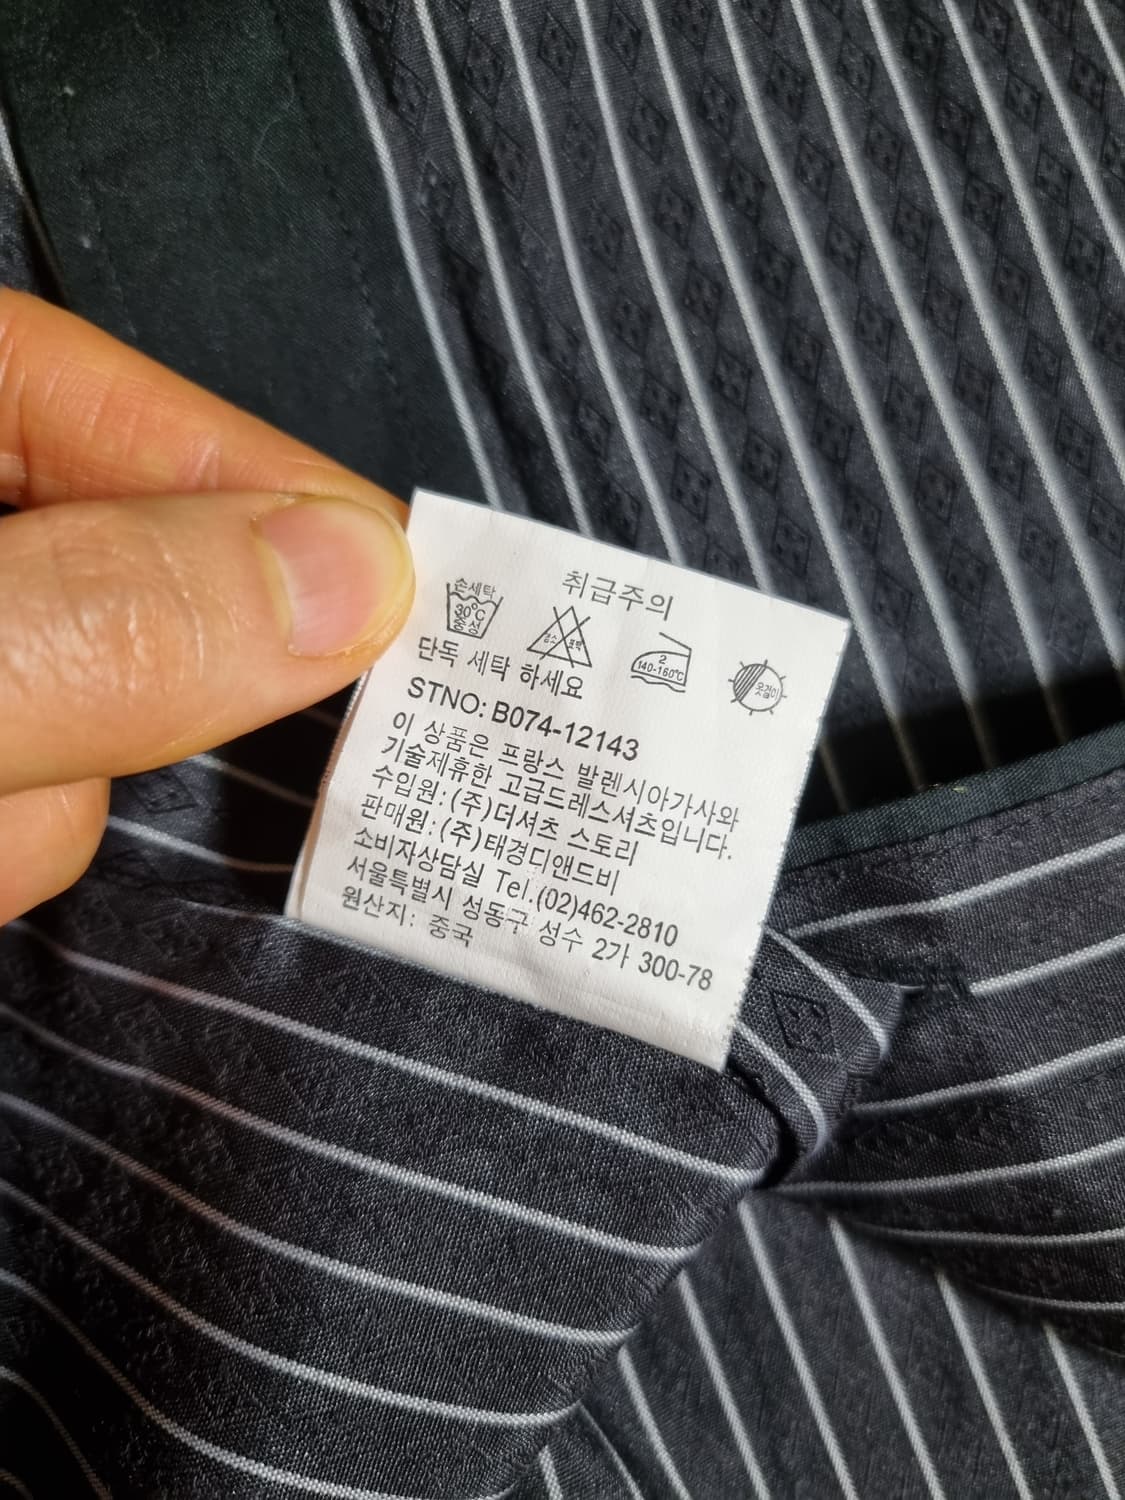 취급주의
손세탁
30℃
중성
염소 표백
2
140-160℃
옷걸이
단독 세탁 하세요
STNO: B074-12143
이 상품은 프랑스 발렌시아가사와
기술제휴한 고급드레스셔츠입니다.
수입원:(주)더셔츠 스토리
판매원:(주)태경디앤드비
소비자상담실 Tel.(02)462-2810
서울특별시 성동구 성수 2가 300-78
원산지: 중국